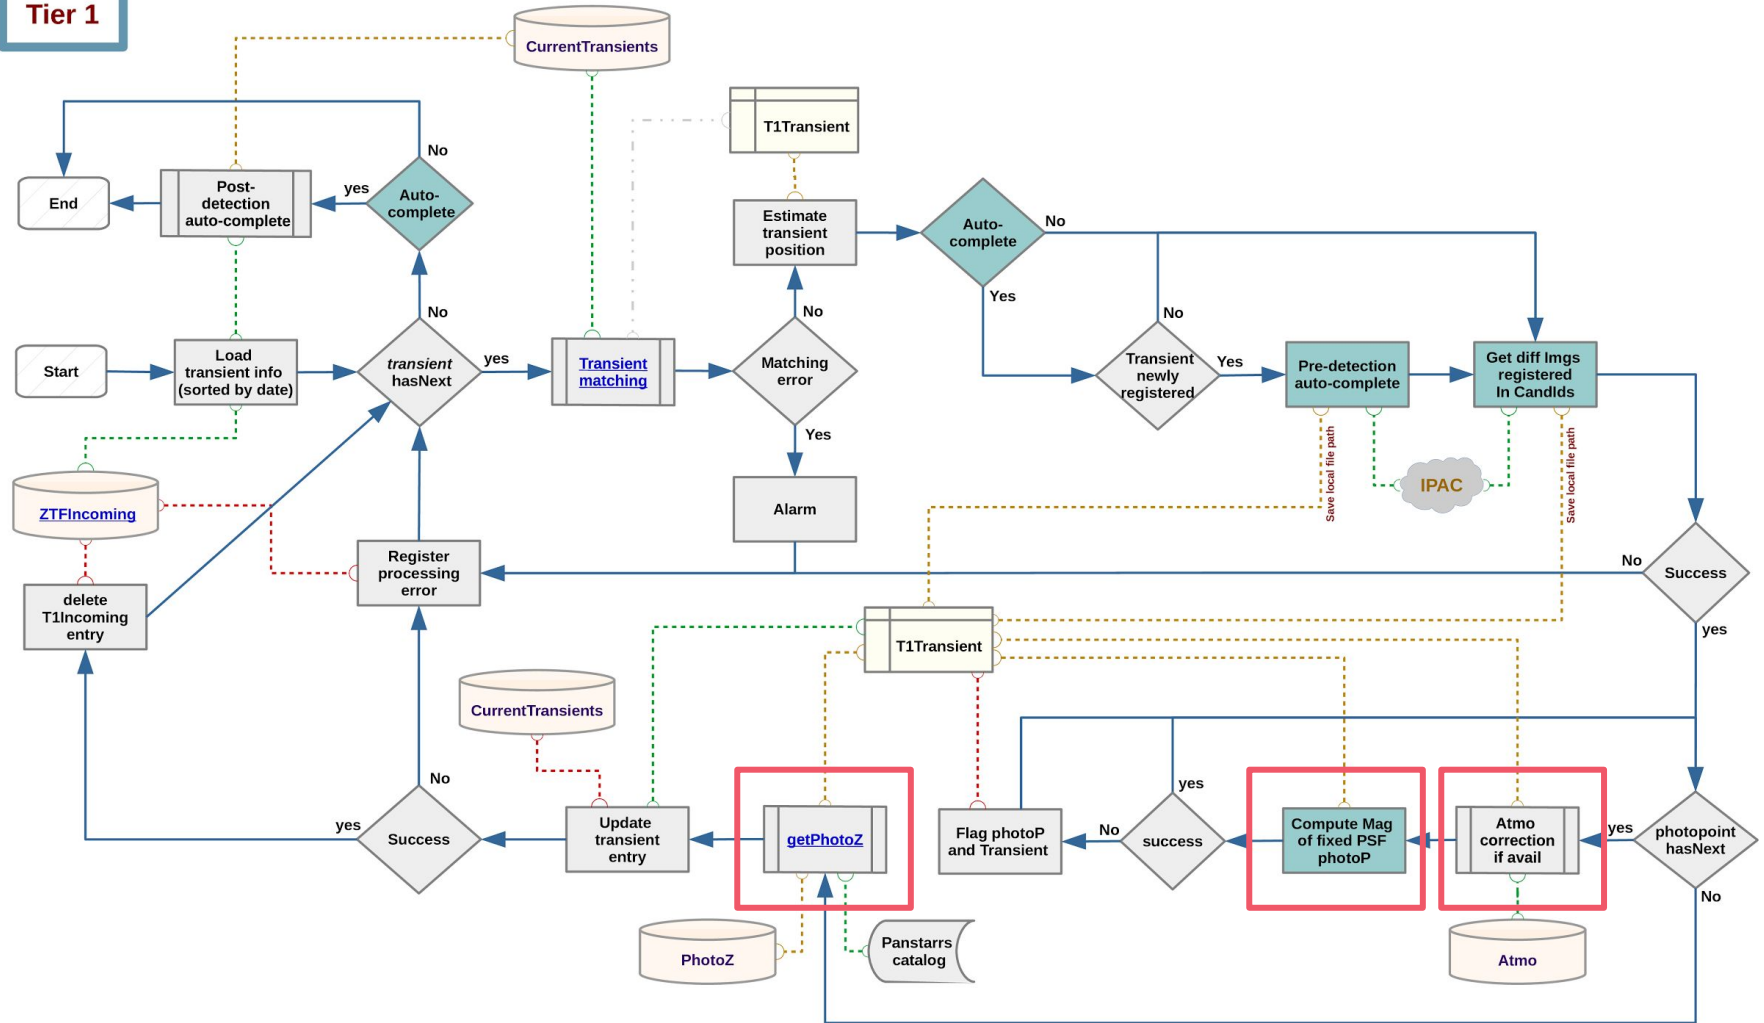 Tier 1
CurrentTransients
T1Transient
No
Auto-
complete
yes
Post-
detection
auto-complete
End
Estimate
transient
position
Auto-
complete
No
Yes
No
No
No
Start
Load
transient info
(sorted by date)
transient
hasNext
yes
Transient
matching
Matching
error
Yes
Transient
newly
registered
Yes
Pre-detection
auto-complete
Get diff Imgs
registered
In CandIds
Save local file path
Save local file path
IPAC
ZTFIncoming
Alarm
Register
processing
error
No
Success
yes
delete
T1Incoming
entry
T1Transient
CurrentTransients
No
yes
Success
Update
transient
entry
getPhotoZ
Flag photoP
and Transient
No
yes
success
Compute Mag
of fixed PSF
photoP
Atmo
correction
if avail
yes
photopoint
hasNext
No
PhotoZ
Panstarrs
catalog
Atmo